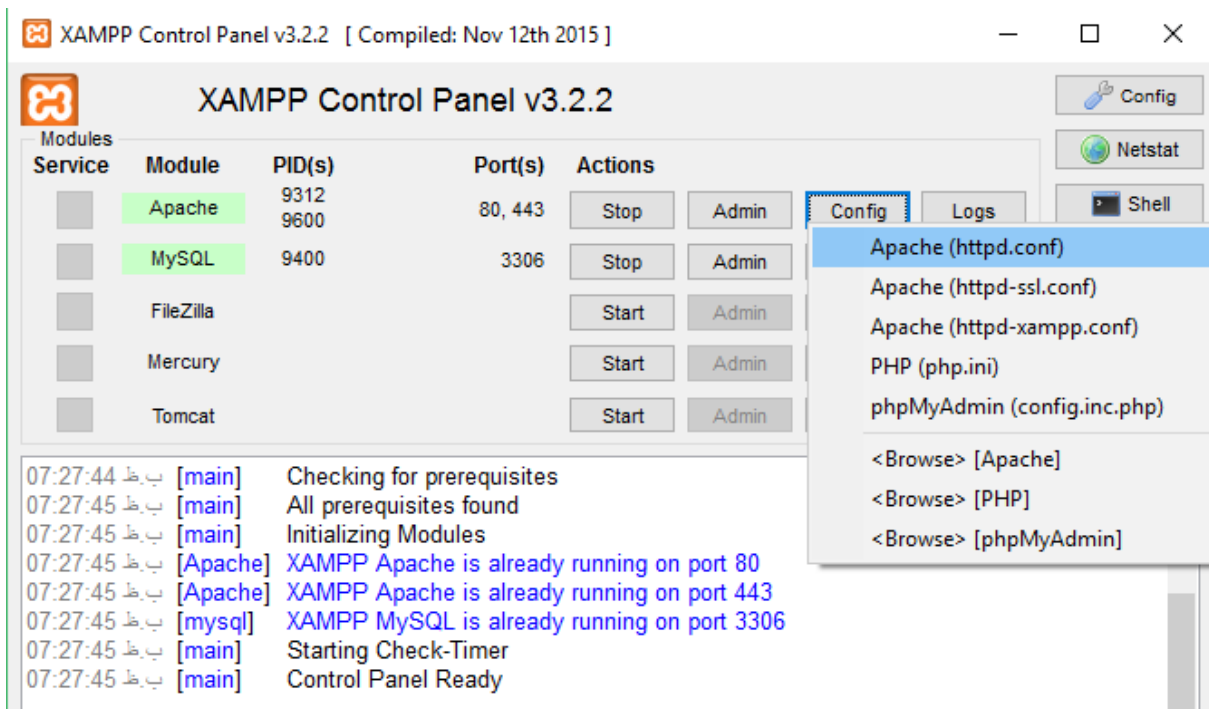 XAMPP Control Panel v3.2.2 [ Compiled: Nov 12th 2015 ]
XAMPP Control Panel v3.2.2
Config
Netstat
Shell
Modules
Service Module PID(s) Port(s) Actions
Apache 9312 9600 80, 443 Stop Admin Config Logs
MySQL 9400 3306 Stop Admin
FileZilla Start Admin
Mercury Start Admin
Tomcat Start Admin
Apache (httpd.conf)
Apache (httpd-ssl.conf)
Apache (httpd-xampp.conf)
PHP (php.ini)
phpMyAdmin (config.inc.php)
<Browse> [Apache]
<Browse> [PHP]
<Browse> [phpMyAdmin]
07:27:44 ب.ظ [main] Checking for prerequisites
07:27:45 ب.ظ [main] All prerequisites found
07:27:45 ب.ظ [main] Initializing Modules
07:27:45 ب.ظ [Apache] XAMPP Apache is already running on port 80
07:27:45 ب.ظ [Apache] XAMPP Apache is already running on port 443
07:27:45 ب.ظ [mysql] XAMPP MySQL is already running on port 3306
07:27:45 ب.ظ [main] Starting Check-Timer
07:27:45 ب.ظ [main] Control Panel Ready